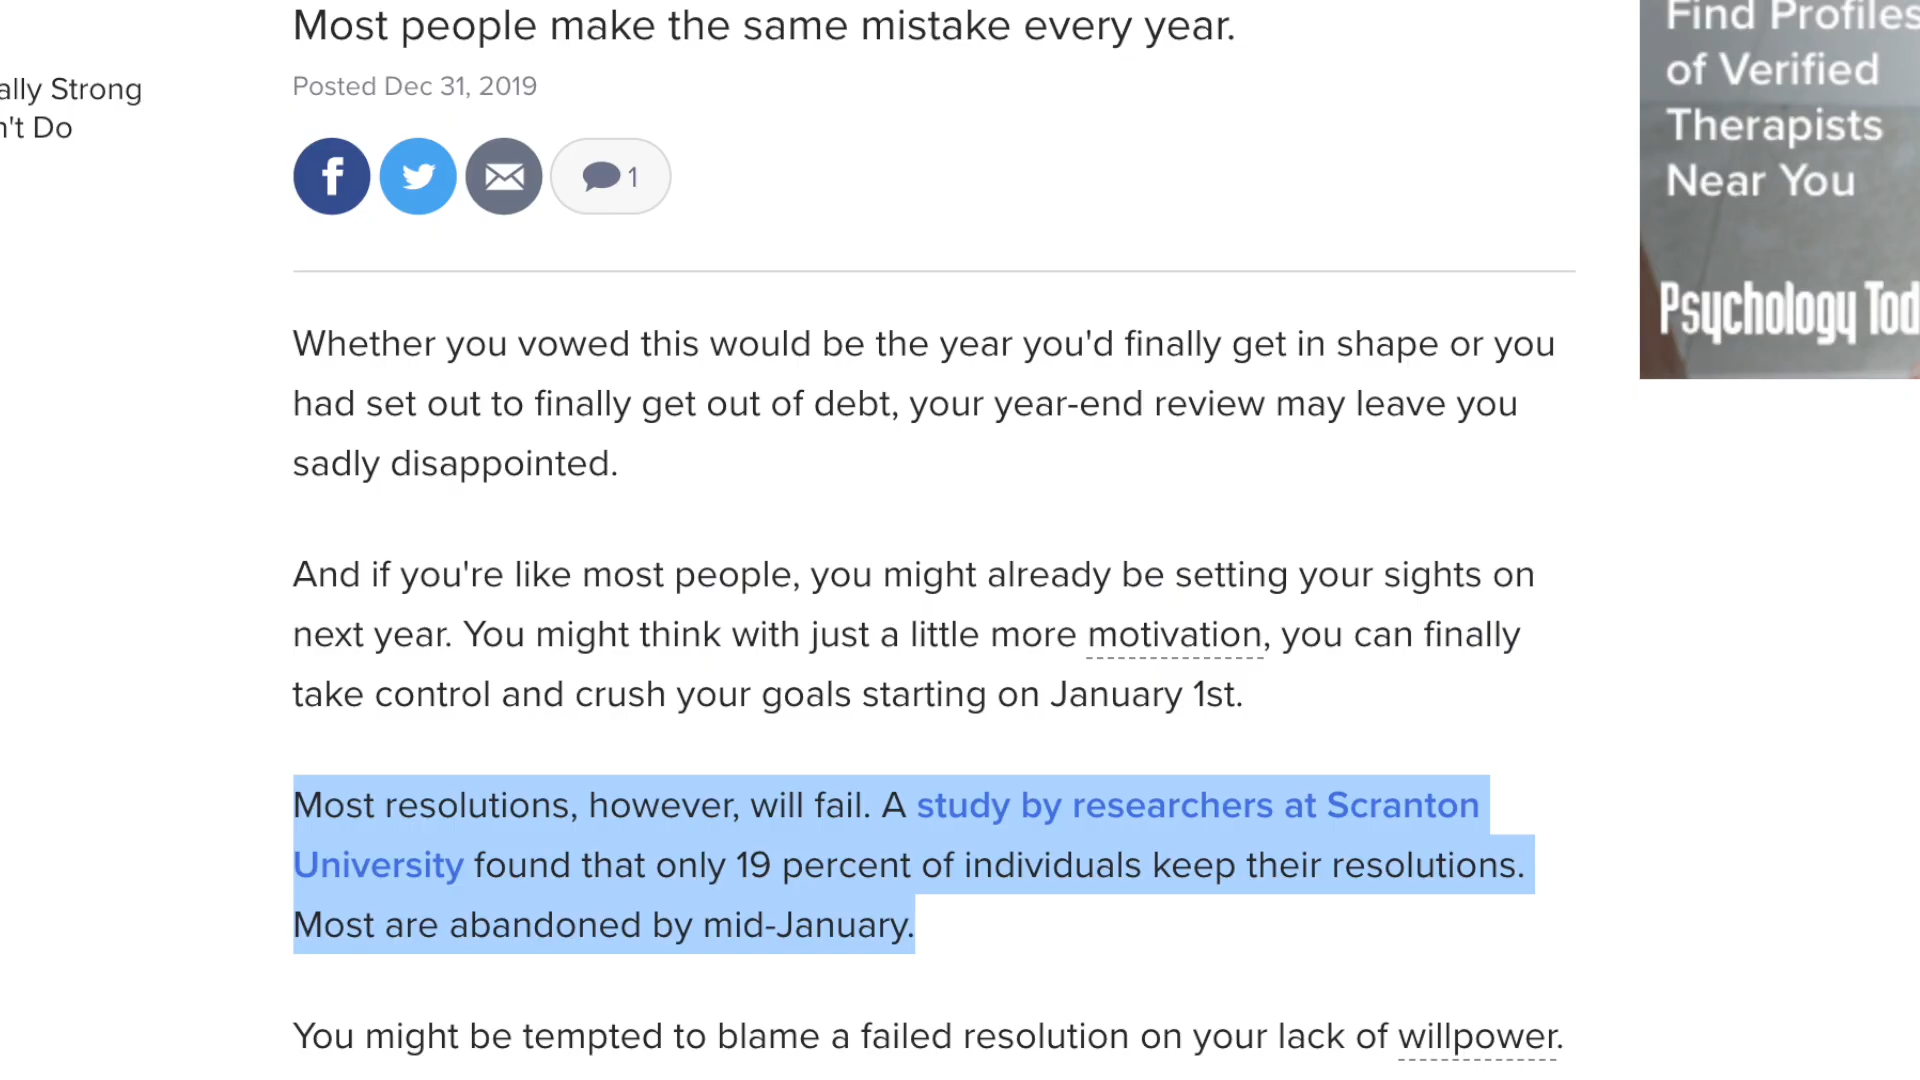 Most people make the same mistake every year.
Posted Dec 31, 2019
ally Strong
n't Do
1
Whether you vowed this would be the year you'd finally get in shape or you
had set out to finally get out of debt, your year-end review may leave you
sadly disappointed.
And if you're like most people, you might already be setting your sights on
next year. You might think with just a little more motivation, you can finally
take control and crush your goals starting on January 1st.
Most resolutions, however, will fail. A study by researchers at Scranton
University found that only 19 percent of individuals keep their resolutions.
Most are abandoned by mid-January.
You might be tempted to blame a failed resolution on your lack of willpower.
Find Profiles
of Verified
Therapists
Near You
Psychology Tod